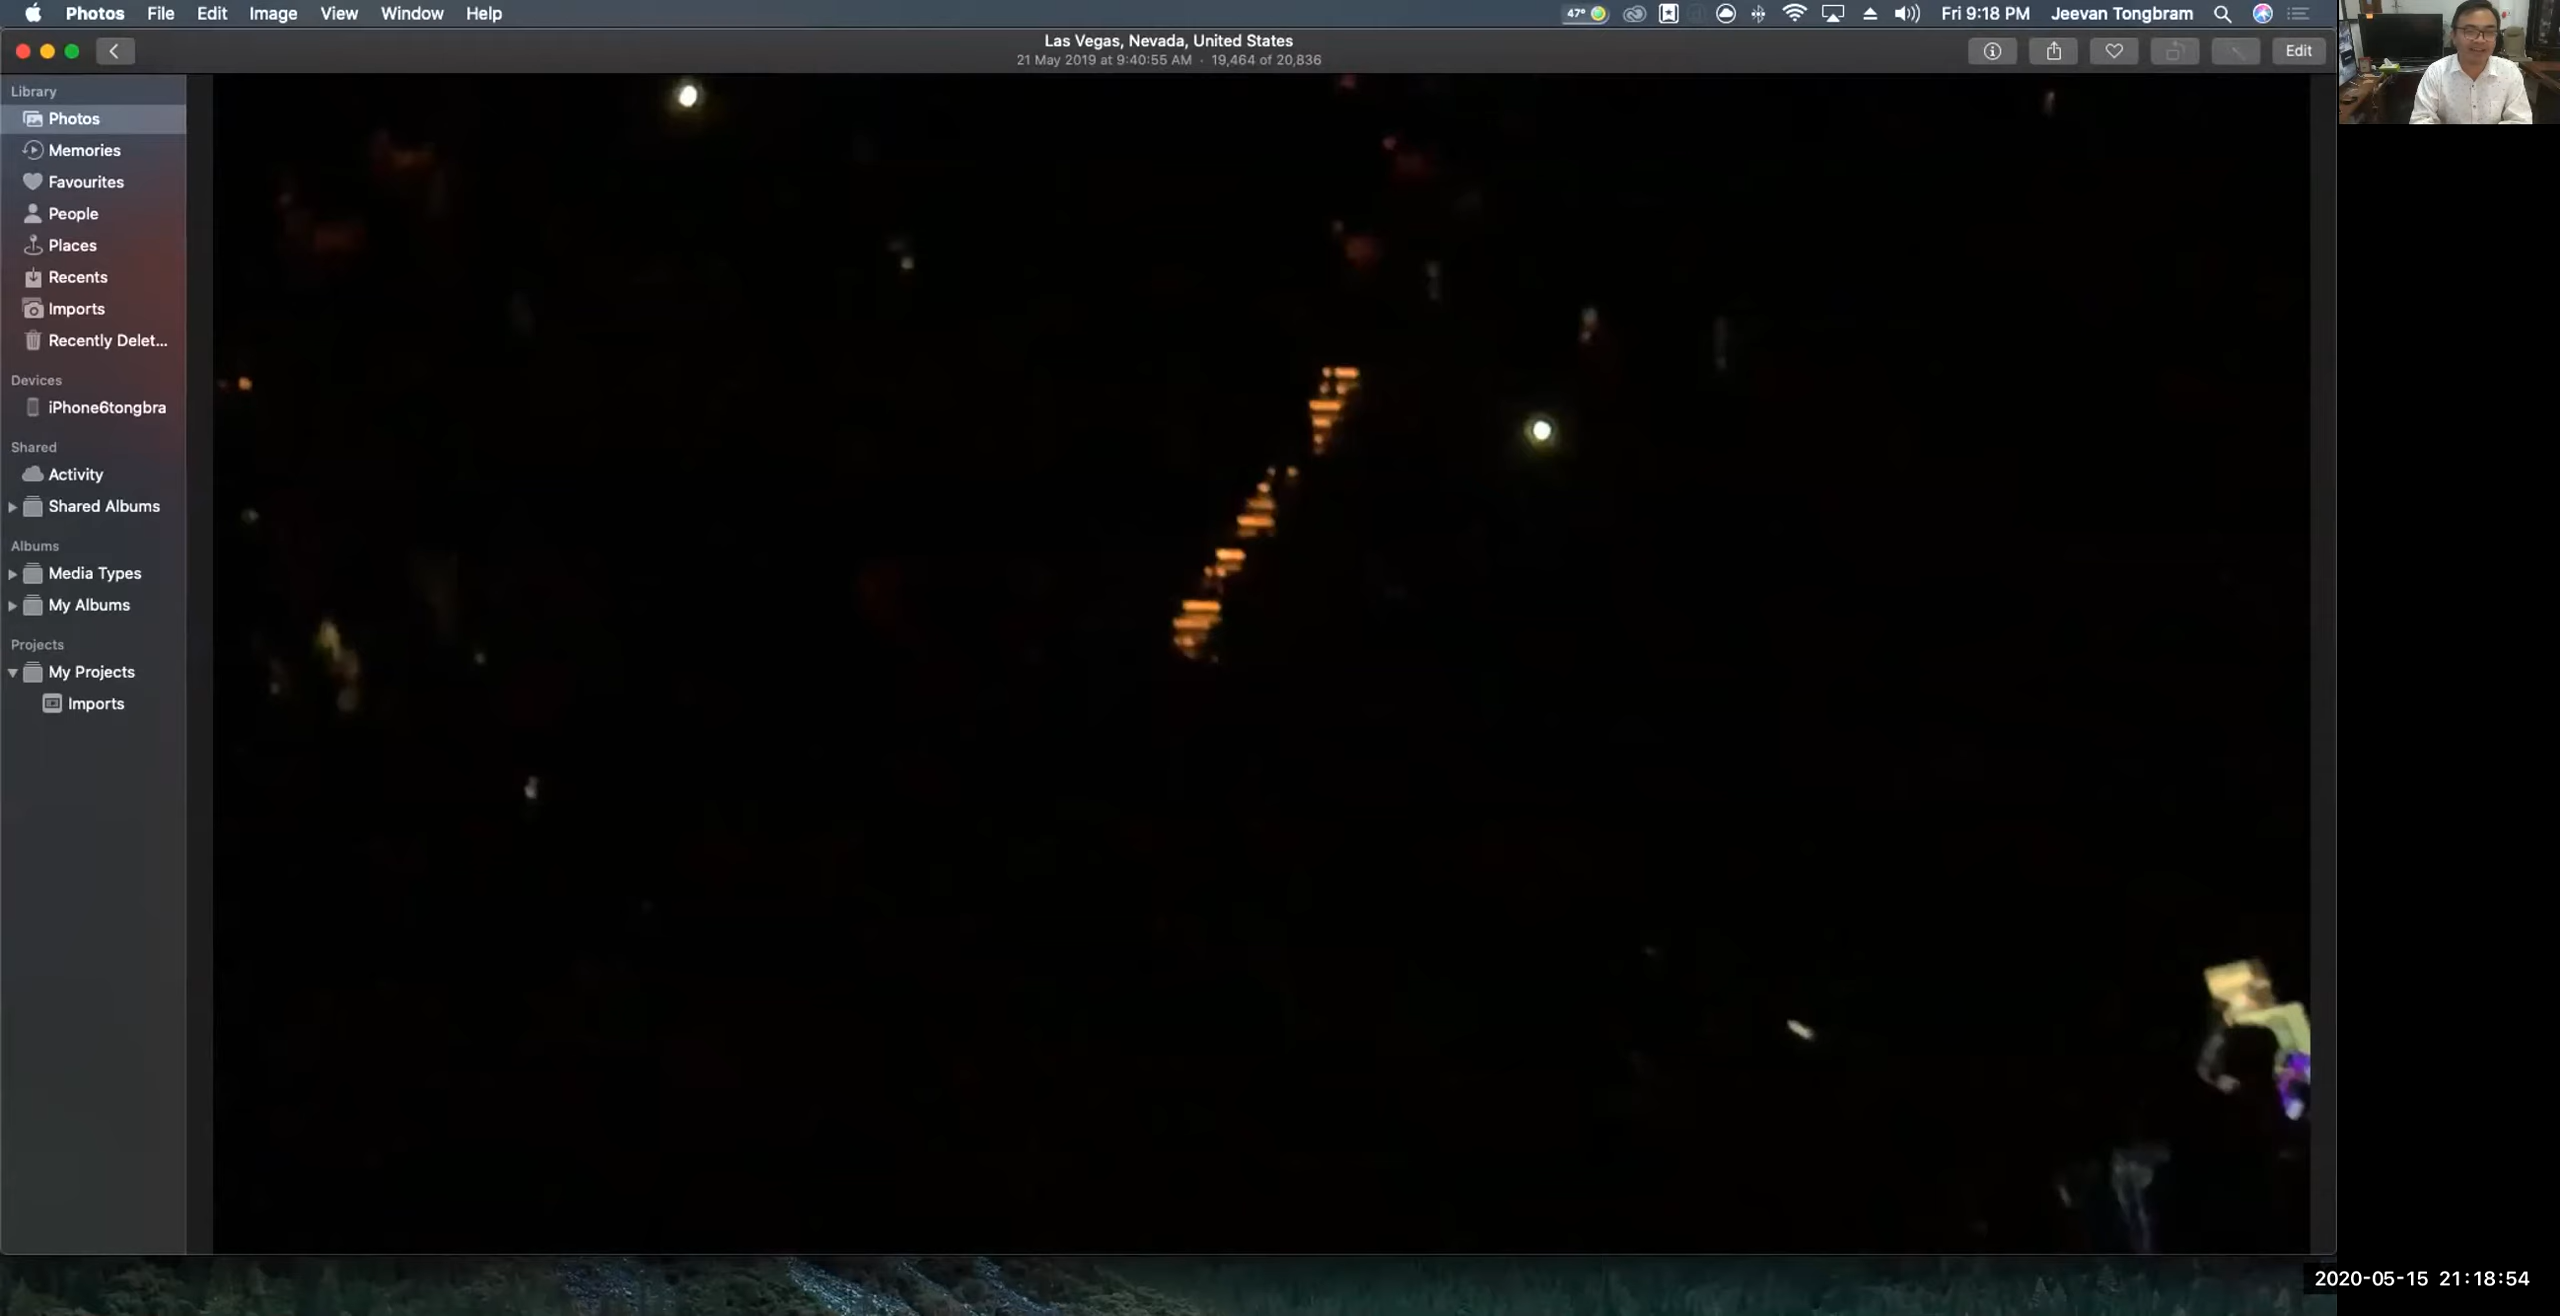 Photos File Edit Image View Window Help 47° Fri 9:18 PM Jeevan Tongbram
Las Vegas, Nevada, United States
21 May 2019 at 9:40:55 AM · 19,464 of 20,836
Edit
Library
Photos
Memories
Favourites
People
Places
Recents
Imports
Recently Delet...
Devices
iPhone6tongbra
Shared
Activity
Shared Albums
Albums
Media Types
My Albums
Projects
My Projects
Imports
2020-05-15 21:18:54